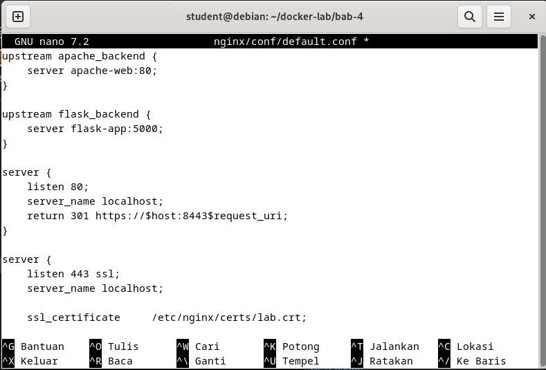 student@debian: ~/docker-lab/bab-4
GNU nano 7.2 nginx/conf/default.conf *
upstream apache_backend {
    server apache-web:80;
}

upstream flask_backend {
    server flask-app:5000;
}

server {
    listen 80;
    server_name localhost;
    return 301 https://$host:8443$request_uri;
}

server {
    listen 443 ssl;
    server_name localhost;

    ssl_certificate     /etc/nginx/certs/lab.crt;

^G Bantuan ^O Tulis ^W Cari ^K Potong ^T Jalankan ^C Lokasi
^X Keluar ^R Baca ^\ Ganti ^U Tempel ^J Ratakan ^/ Ke Baris